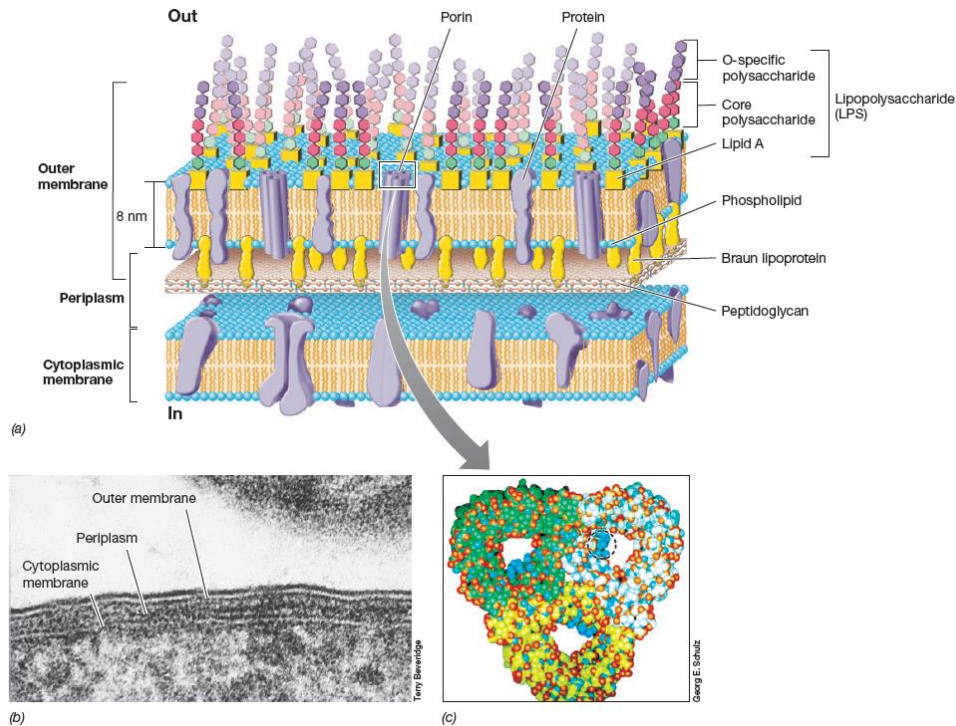 Out
Porin
Protein
O-specific
polysaccharide
Core
polysaccharide
Lipopolysaccharide
(LPS)
Lipid A
Outer
membrane
8 nm
Phospholipid
Braun lipoprotein
Periplasm
Peptidoglycan
Cytoplasmic
membrane
In
(a)
Outer membrane
Periplasm
Cytoplasmic
membrane
Terry Beveridge
Georg E. Schulz
(b)
(c)